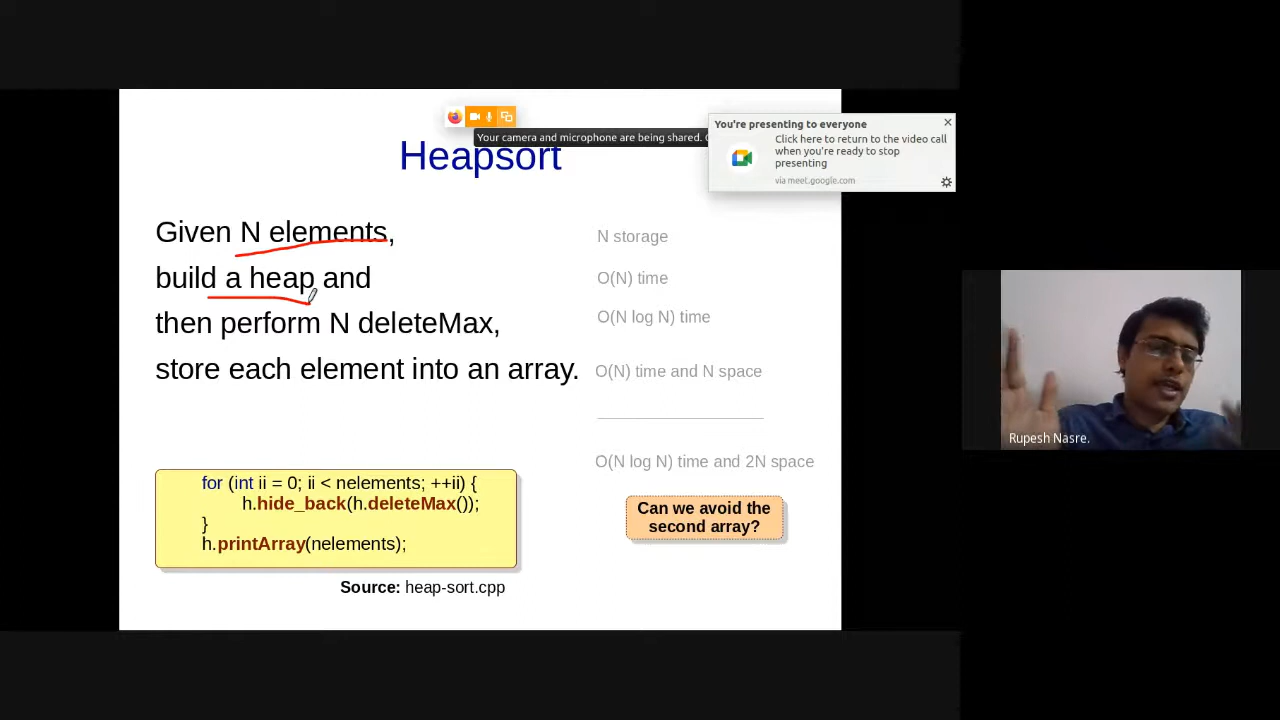 Your camera and microphone are being shared.
You're presenting to everyone
Click here to return to the video call
when you're ready to stop
presenting
via meet.google.com
Heapsort
Given N elements,
N storage
build a heap and
O(N) time
then perform N deleteMax,
O(N log N) time
store each element into an array.
O(N) time and N space
O(N log N) time and 2N space
for (int ii = 0; ii < nelements; ++ii) {
h.hide_back(h.deleteMax());
}
h.printArray(nelements);
Can we avoid the
second array?
Source: heap-sort.cpp
Rupesh Nasre.